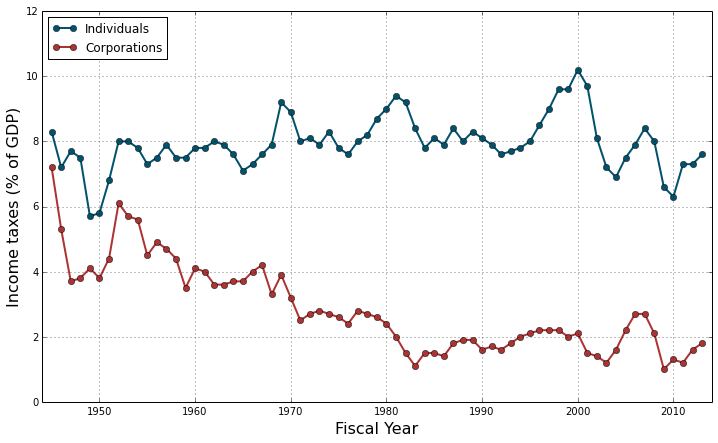 Individuals
Corporations
Income taxes (% of GDP)
12
10
8
6
4
2
0
1950 1960 1970 1980 1990 2000 2010
Fiscal Year